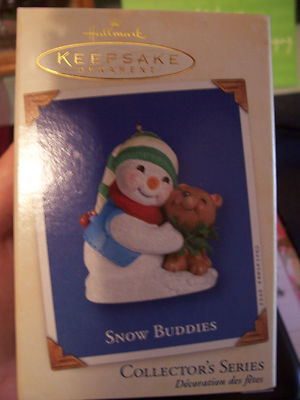 Hallmark
KEEPSAKE
ORNAMENT
SNOW BUDDIES
COLLECTOR'S SERIES
Décoration des fêtes